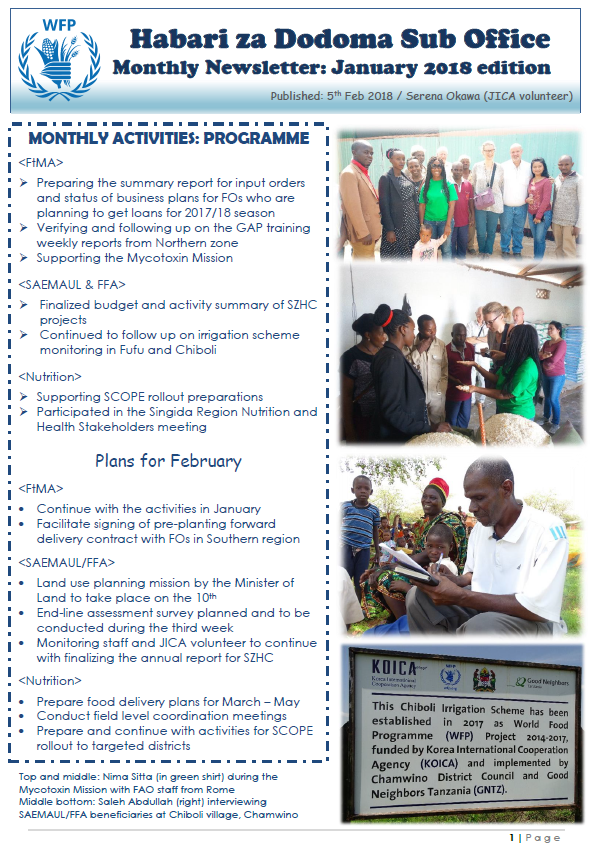 WFP
Habari za Dodoma Sub Office
Monthly Newsletter: January 2018 edition
Published: 5th Feb 2018 / Serena Okawa (JICA volunteer)
MONTHLY ACTIVITIES: PROGRAMME
<FtMA>
➢ Preparing the summary report for input orders
and status of business plans for FOs who are
planning to get loans for 2017/18 season
➢ Verifying and following up on the GAP training
weekly reports from Northern zone
➢ Supporting the Mycotoxin Mission
<SAEMAUL & FFA>
➢ Finalized budget and activity summary of SZHC
projects
➢ Continued to follow up on irrigation scheme
monitoring in Fufu and Chiboli
<Nutrition>
➢ Supporting SCOPE rollout preparations
➢ Participated in the Singida Region Nutrition and
Health Stakeholders meeting
Plans for February
<FtMA>
• Continue with the activities in January
• Facilitate signing of pre-planting forward
delivery contract with FOs in Southern region
<SAEMAUL/FFA>
• Land use planning mission by the Minister of
Land to take place on the 10th
• End-line assessment survey planned and to be
conducted during the third week
• Monitoring staff and JICA volunteer to continue
with finalizing the annual report for SZHC
<Nutrition>
• Prepare food delivery plans for March – May
• Conduct field level coordination meetings
• Prepare and continue with activities for SCOPE
rollout to targeted districts
Top and middle: Nima Sitta (in green shirt) during the
Mycotoxin Mission with FAO staff from Rome
Middle bottom: Saleh Abdullah (right) interviewing
SAEMAUL/FFA beneficiaries at Chiboli village, Chamwino
KOICA
Korea International
Cooperation Agency
WFP
Good Neighbors
This Chiboli Irrigation Scheme has been
established in 2017 as World Food
Programme (WFP) Project 2014-2017,
funded by Korea International Cooperation
Agency (KOICA) and implemented by
Chamwino District Council and Good
Neighbors Tanzania (GNTZ).
1 | Page